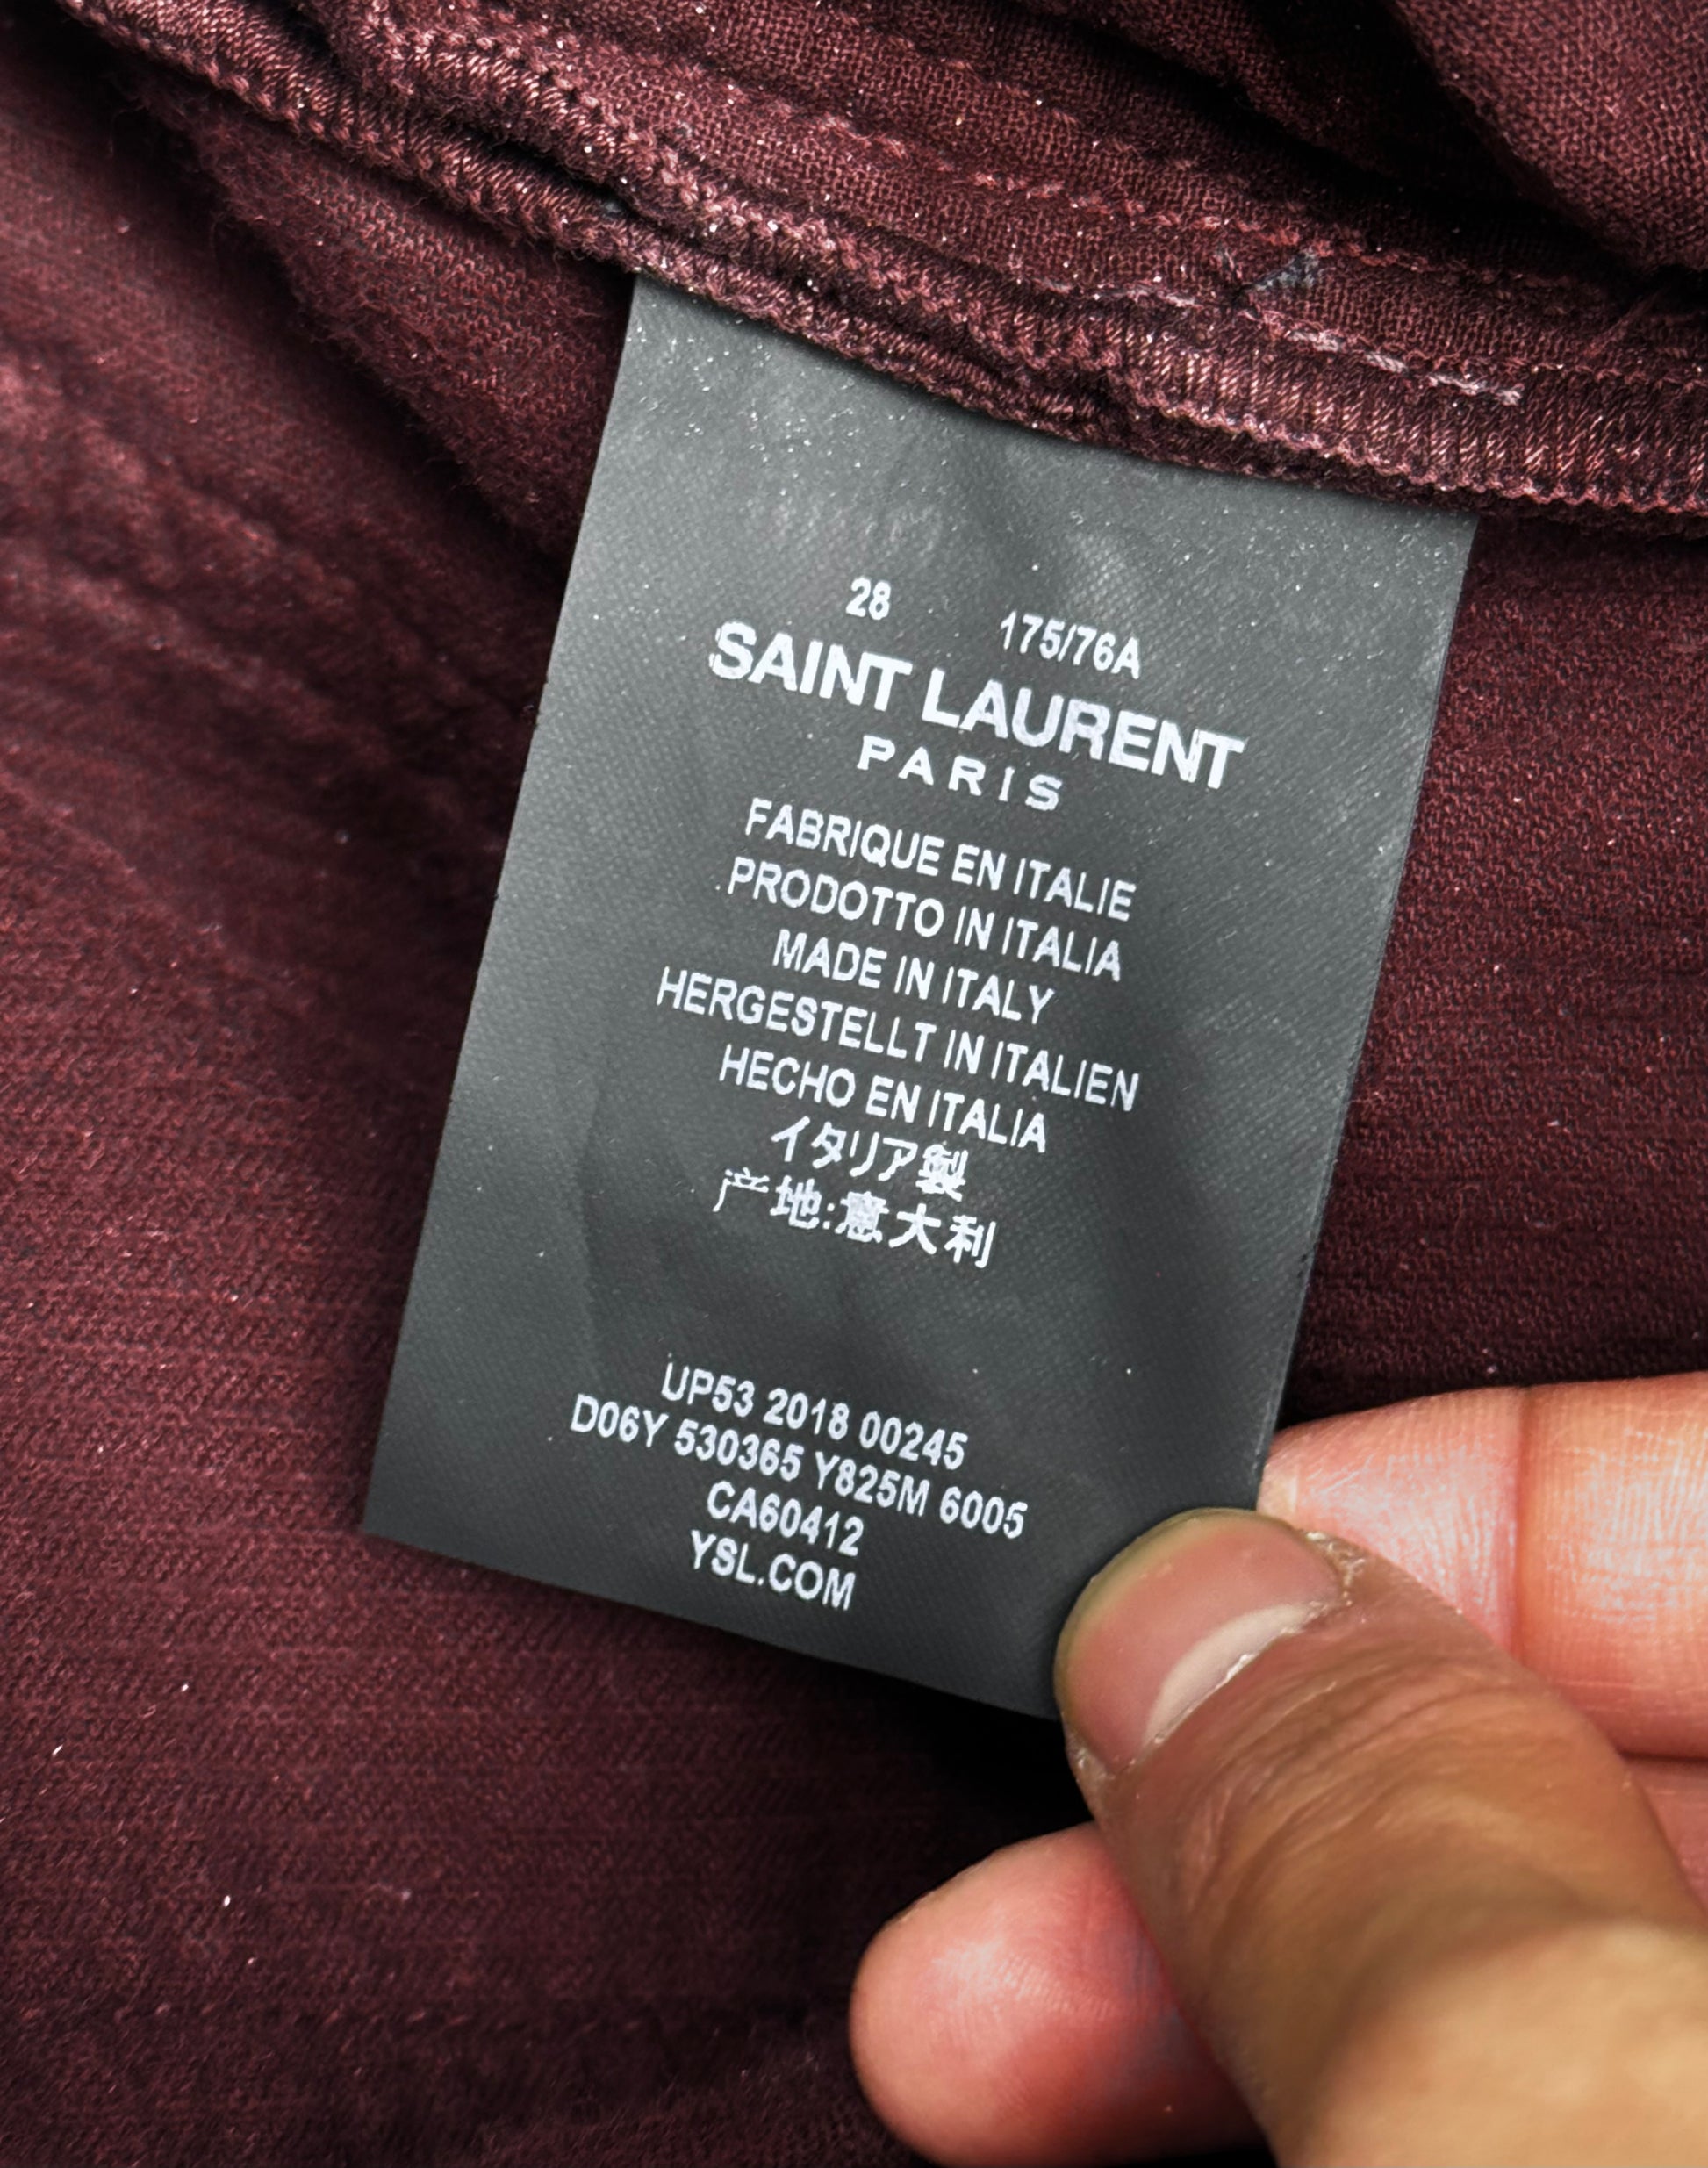 28 175/76A
SAINT LAURENT
PARIS
FABRIQUE EN ITALIE
PRODOTTO IN ITALIA
MADE IN ITALY
HERGESTELLT IN ITALIEN
HECHO EN ITALIA
イタリア製
产地:意大利
UP53 2018 00245
D06Y 530365 Y825M 6005
CA60412
YSL.COM